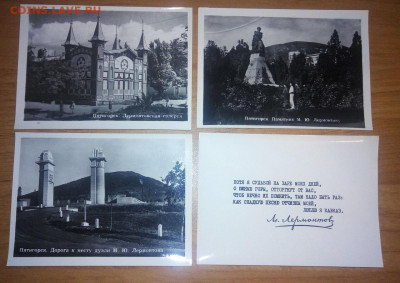 COINS-CLUB.RU
Пятигорск. Лермонтовская галерея
Пятигорск. Памятник М. Ю. Лермонтову
Пятигорск. Дорога к месту дуэли М. Ю. Лермонтова
ХОТЯ Я СУДЬБОЙ НА ЗАРЕ МОИХ ДНЕЙ,
О ЮЖНЫЕ ГОРЫ, ОТТОРГНУТ ОТ ВАС,
ЧТОБ ВЕЧНО ИХ ПОМНИТЬ, ТАМ НАДО БЫТЬ РАЗ:
КАК СЛАДКУЮ ПЕСНЮ ОТЧИЗНЫ МОЕЙ,
ЛЮБЛЮ Я КАВКАЗ.
М. Лермонтов